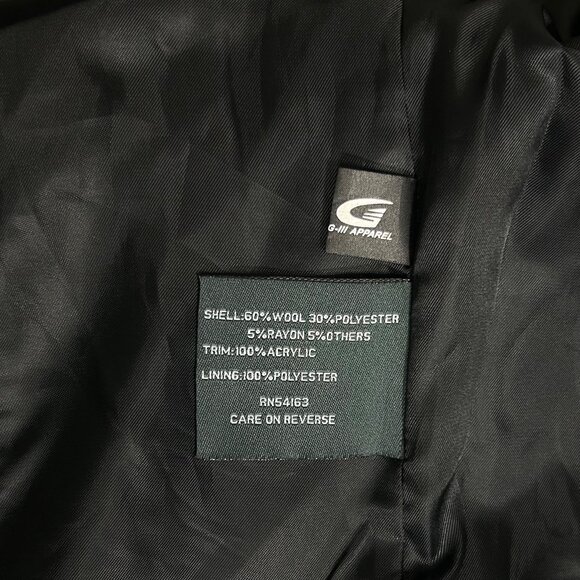 G-III APPAREL
SHELL:60%WOOL 30%POLYESTER
5%RAYON 5%OTHERS
TRIM:100%ACRYLIC
LINING:100%POLYESTER
RN54163
CARE ON REVERSE